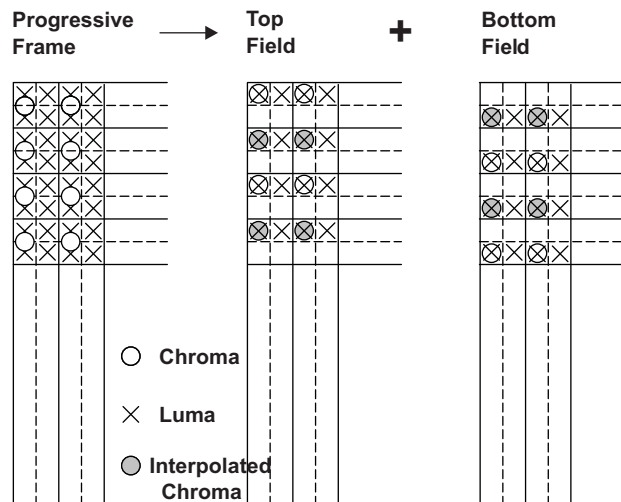 Progressive
Frame
Top
Field
+
Bottom
Field
Chroma
Luma
Interpolated
Chroma